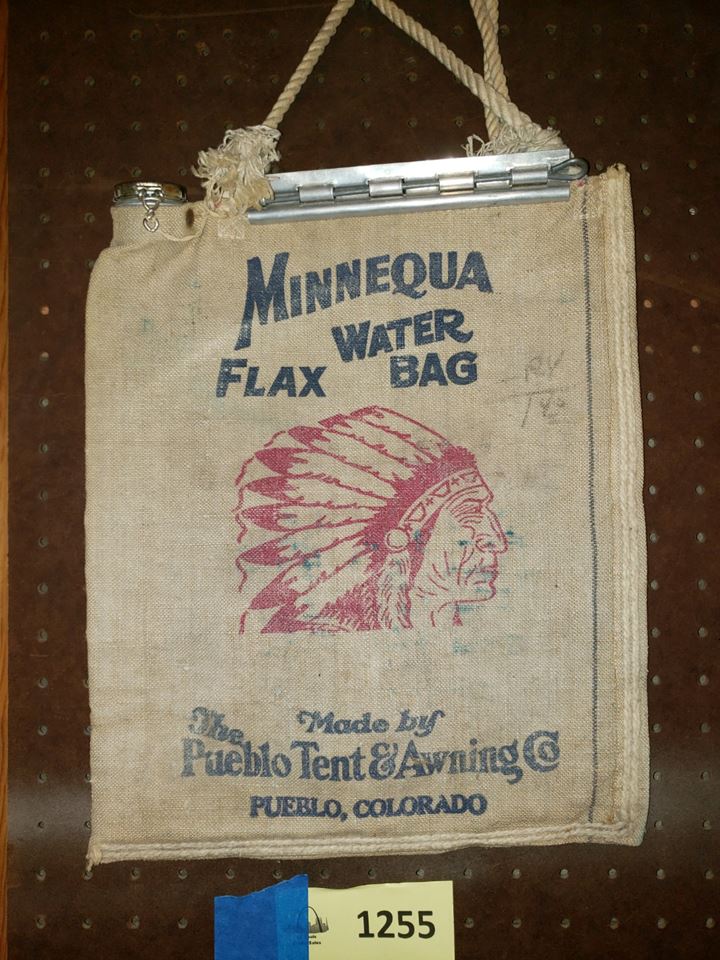 MINNEQUA
WATER
FLAX BAG
Made by
The
Pueblo Tent & Awning Co
PUEBLO, COLORADO
1255